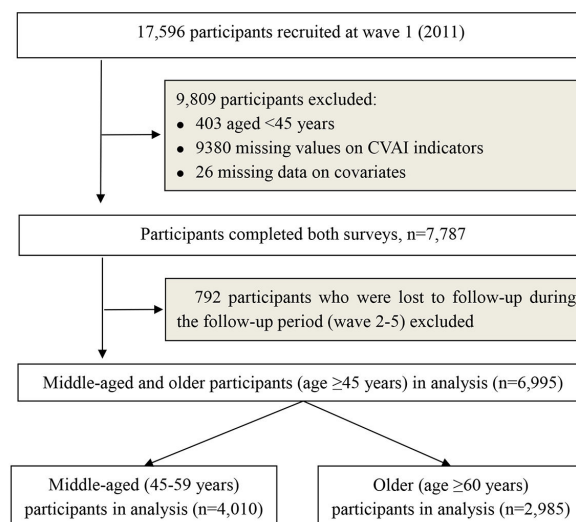 17,596 participants recruited at wave 1 (2011)
9,809 participants excluded:
● 403 aged <45 years
● 9380 missing values on CVAI indicators
● 26 missing data on covariates
Participants completed both surveys, n=7,787
792 participants who were lost to follow-up during
the follow-up period (wave 2-5) excluded
Middle-aged and older participants (age ≥45 years) in analysis (n=6,995)
Middle-aged (45-59 years)
participants in analysis (n=4,010)
Older (age ≥60 years)
participants in analysis (n=2,985)